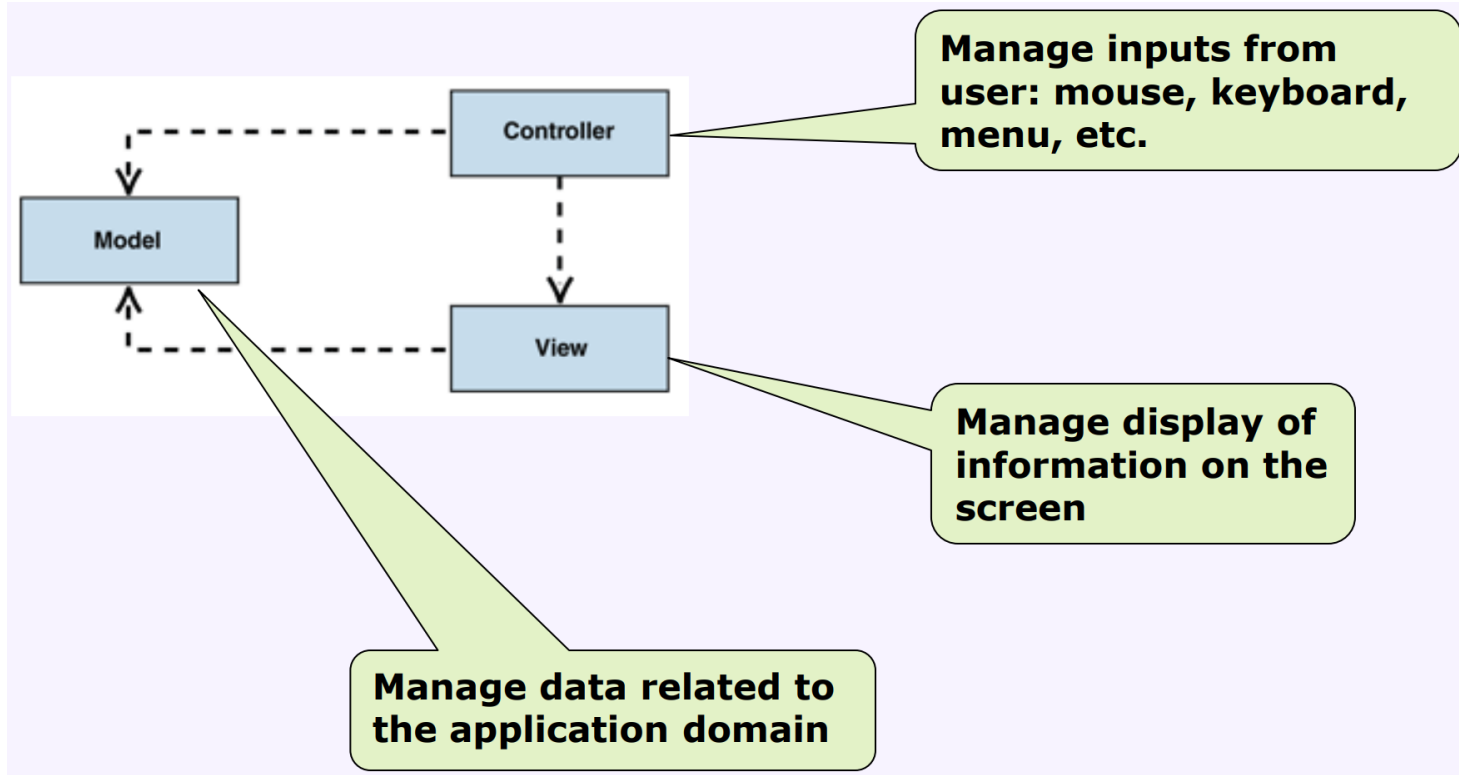 Manage inputs from
user: mouse, keyboard,
menu, etc.
Controller
Model
View
Manage display of
information on the
screen
Manage data related to
the application domain